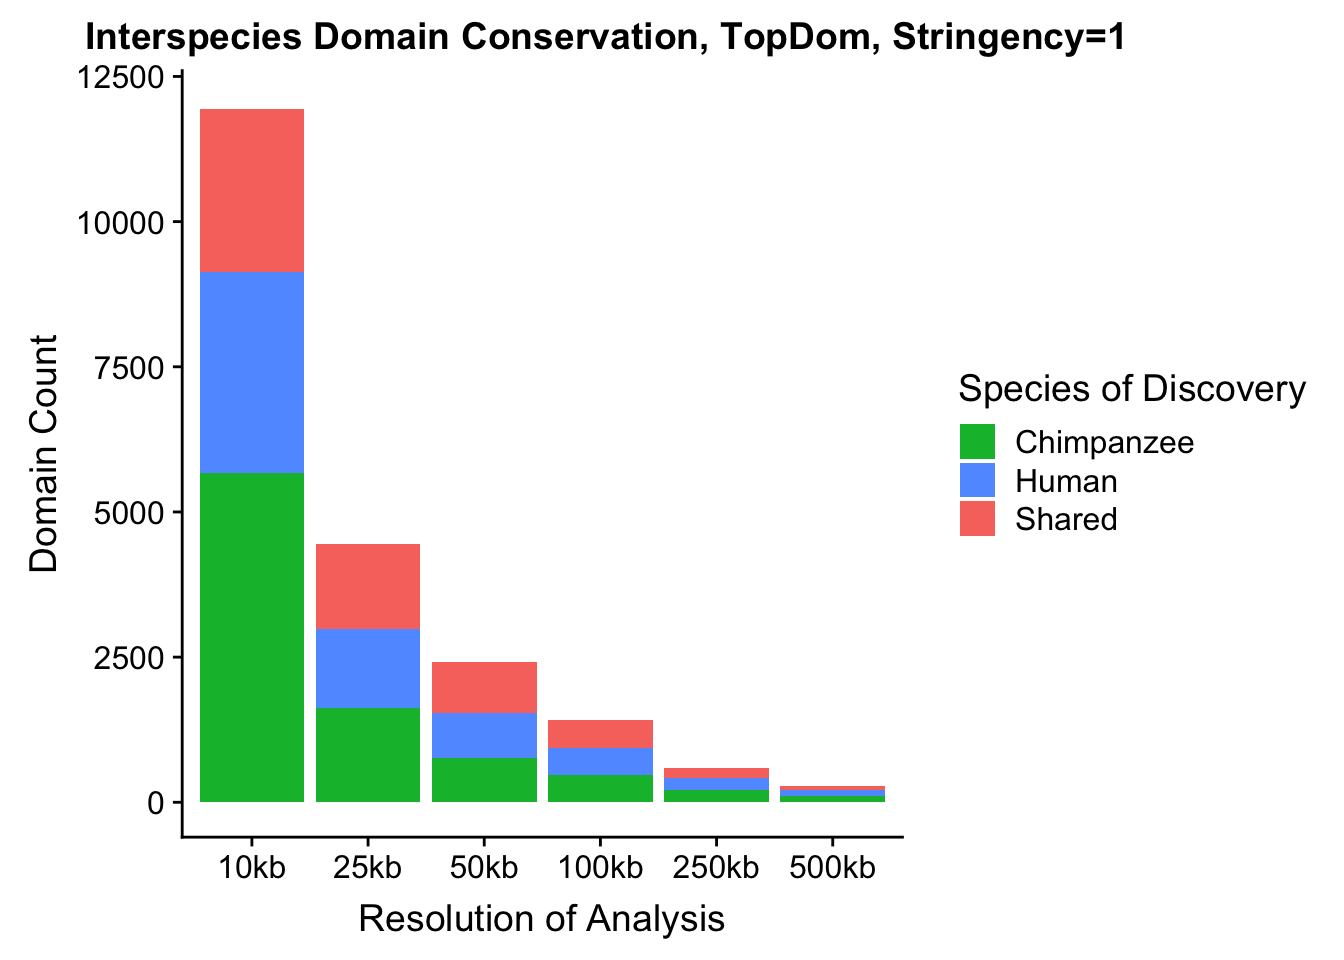 Interspecies Domain Conservation, TopDom, Stringency=1
12500
10000
7500
5000
2500
0
Domain Count
10kb 25kb 50kb 100kb 250kb 500kb
Resolution of Analysis
Species of Discovery
Chimpanzee
Human
Shared